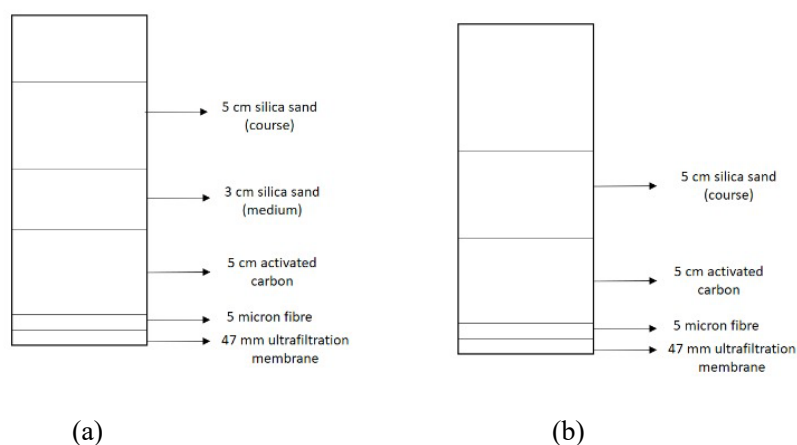 5 cm silica sand
(course)
3 cm silica sand
(medium)
5 cm activated
carbon
5 micron fibre
47 mm ultrafiltration
membrane
(a)
5 cm silica sand
(course)
5 cm activated
carbon
5 micron fibre
47 mm ultrafiltration
membrane
(b)